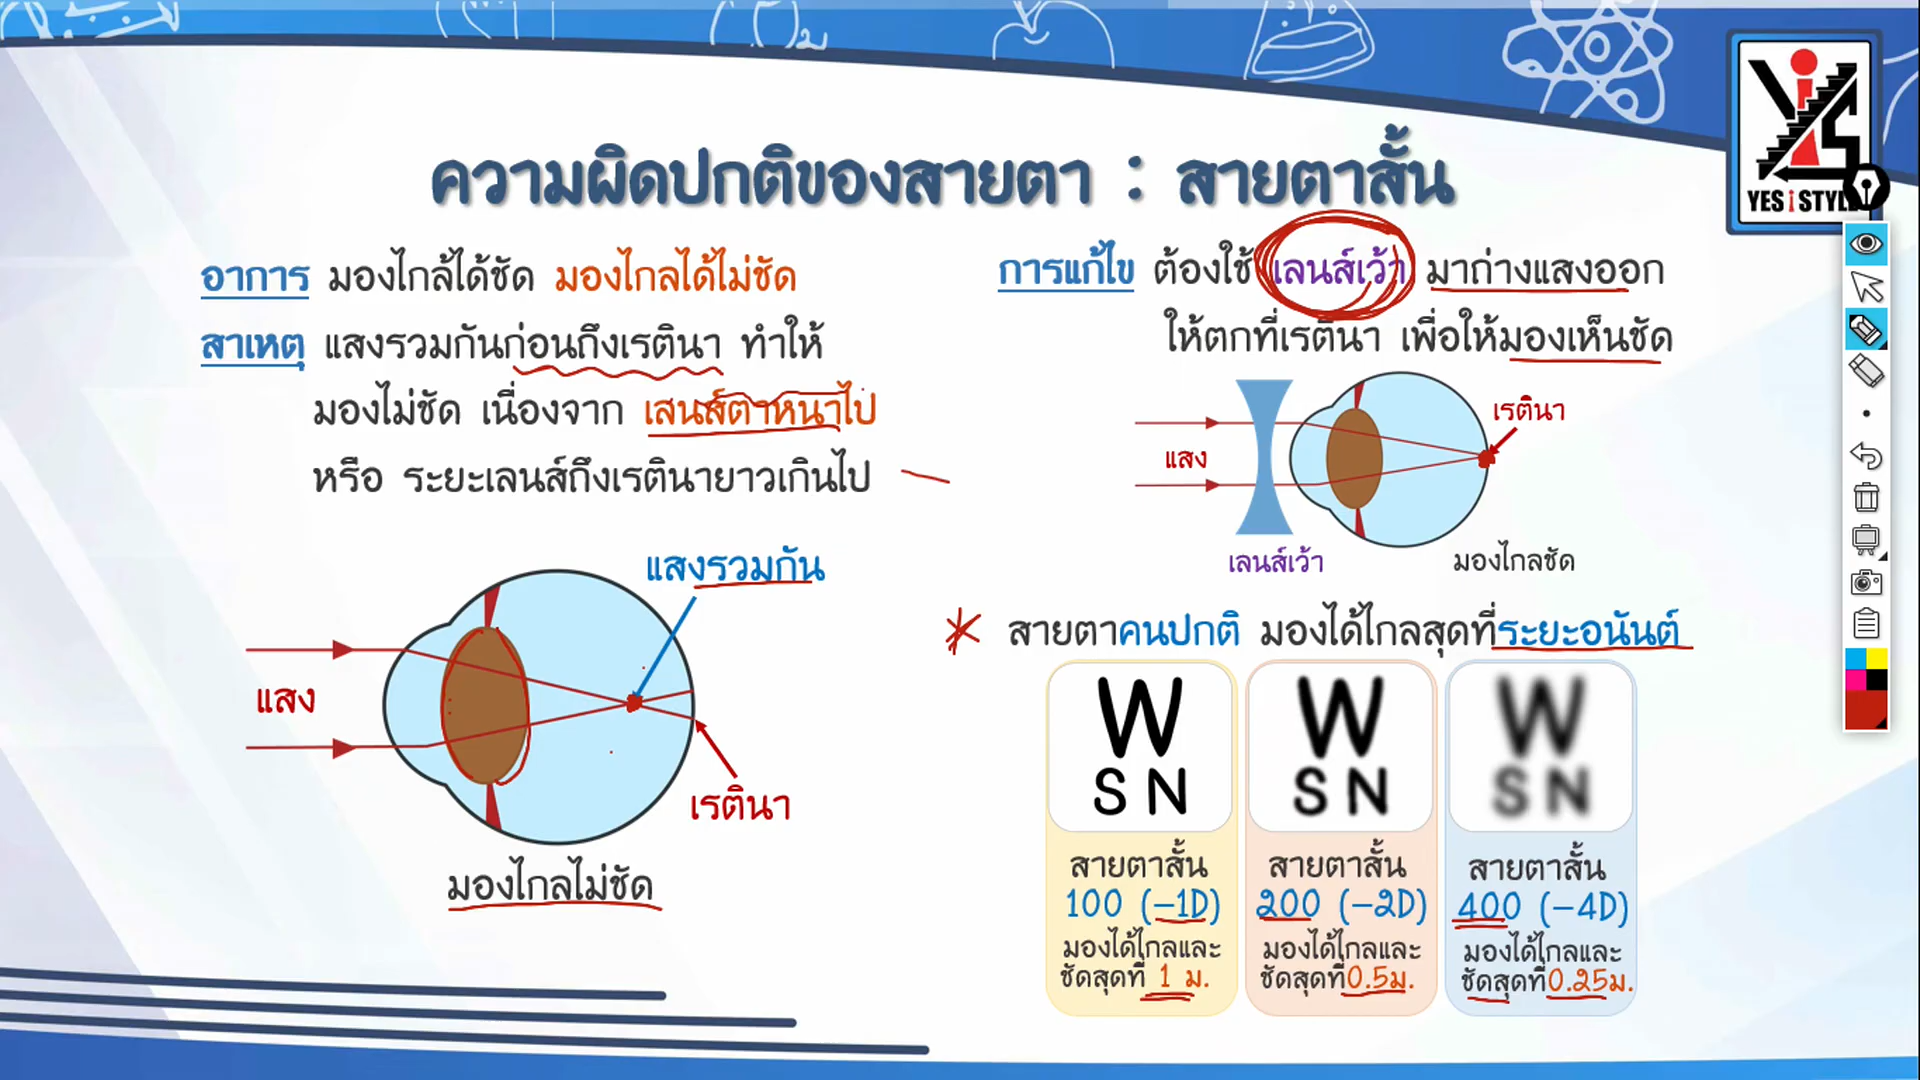 YES i STYLE
ความผิดปกติของสายตา : สายตาสั้น
อาการ มองใกล้ได้ชัด มองไกลได้ไม่ชัด
สาเหตุ แสงรวมกันก่อนถึงเรตินา ทำให้
มองไม่ชัด เนื่องจาก เสนส์ตาหนาไป
หรือ ระยะเลนส์ถึงเรตินายาวเกินไป
แสงรวมกัน
แสง
เรตินา
มองไกลไม่ชัด
การแก้ไข ต้องใช้ เลนส์เว้า มาถ่างแสงออก
ให้ตกที่เรตินา เพื่อให้มองเห็นชัด
เรตินา
แสง
เลนส์เว้า
มองไกลชัด
สายตาคนปกติ มองได้ไกลสุดที่ระยะอนันต์
W
S N
สายตาสั้น
100 (-1D)
มองได้ไกลและ
ชัดสุดที่ 1 ม.
W
S N
สายตาสั้น
200 (-2D)
มองได้ไกลและ
ชัดสุดที่0.5ม.
W
S N
สายตาสั้น
400 (-4D)
มองได้ไกลและ
ชัดสุดที่0.25ม.